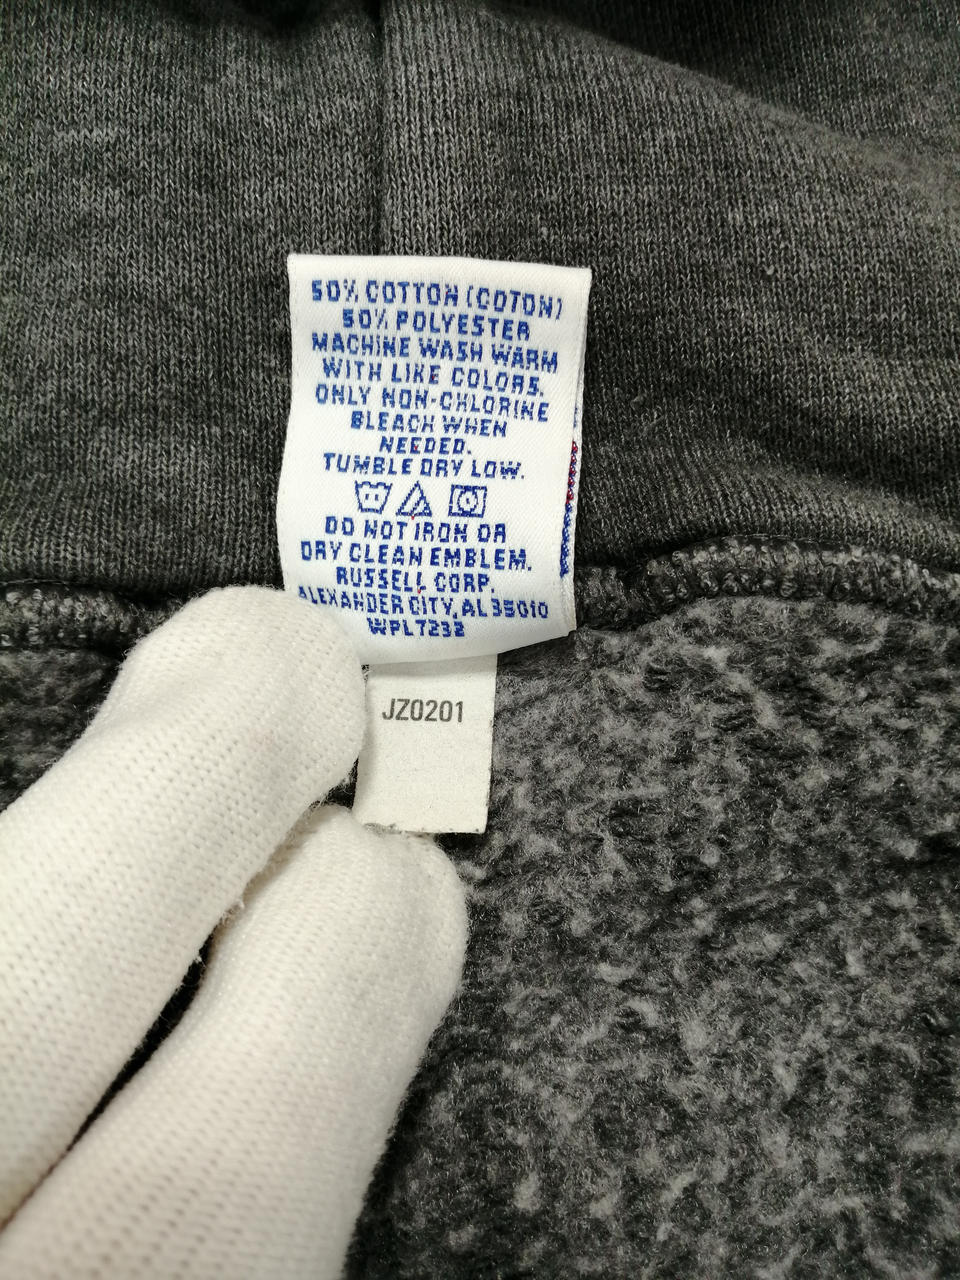 50% COTTON (COTON)
50% POLYESTER
MACHINE WASH WARM
WITH LIKE COLORS.
ONLY NON-CHLORINE
BLEACH WHEN
NEEDED.
TUMBLE DRY LOW.
DO NOT IRON OR
DRY CLEAN EMBLEM.
RUSSELL CORP.
ALEXANDER CITY, AL 35010
WPL7232
JZ0201